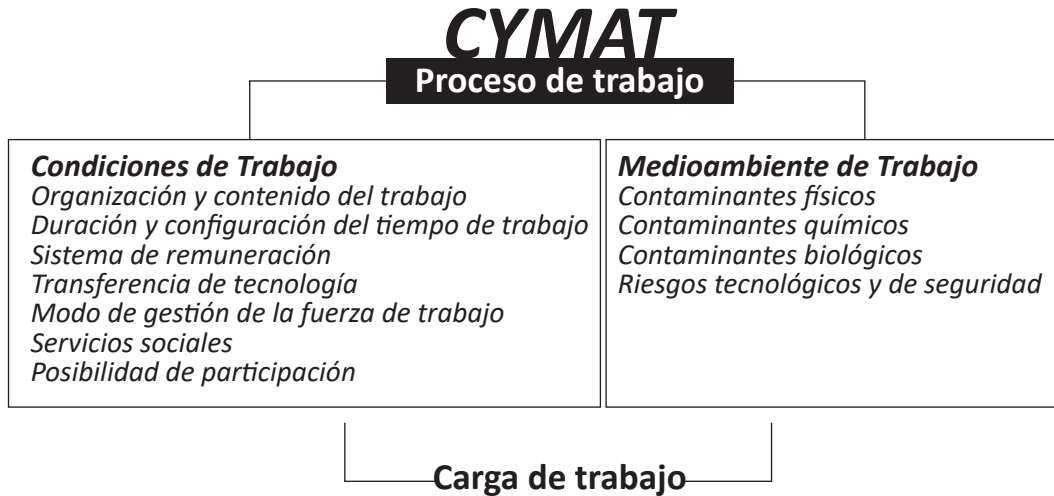 CYMAT
Proceso de trabajo
Condiciones de Trabajo
Organización y contenido del trabajo
Duración y configuración del tiempo de trabajo
Sistema de remuneración
Transferencia de tecnología
Modo de gestión de la fuerza de trabajo
Servicios sociales
Posibilidad de participación
Medioambiente de Trabajo
Contaminantes físicos
Contaminantes químicos
Contaminantes biológicos
Riesgos tecnológicos y de seguridad
Carga de trabajo